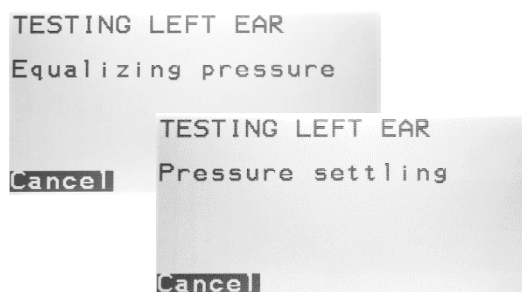 TESTING LEFT EAR
Equalizing pressure
Cancel
TESTING LEFT EAR
Pressure settling
Cancel